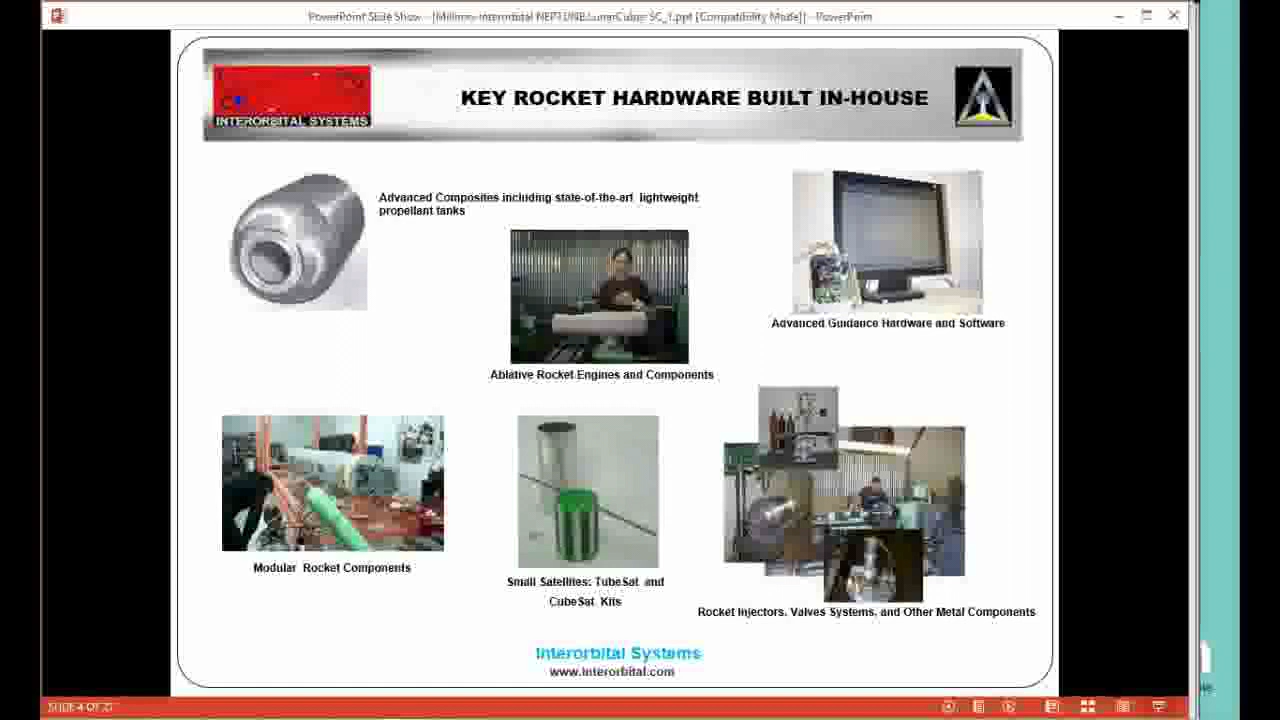 PowerPoint Slide Show - [Milliron-Interorbital NEPTUNE LunarCubes SC_1.ppt [Compatibility Mode]] - PowerPoint
INTERORBITAL SYSTEMS
KEY ROCKET HARDWARE BUILT IN-HOUSE
Advanced Composites including state-of-the-art lightweight
propellant tanks
Advanced Guidance Hardware and Software
Ablative Rocket Engines and Components
Modular Rocket Components
Small Satellites: TubeSat and
CubeSat Kits
Rocket Injectors, Valves Systems, and Other Metal Components
Interorbital Systems
www.interorbital.com
SLIDE 4 OF 27